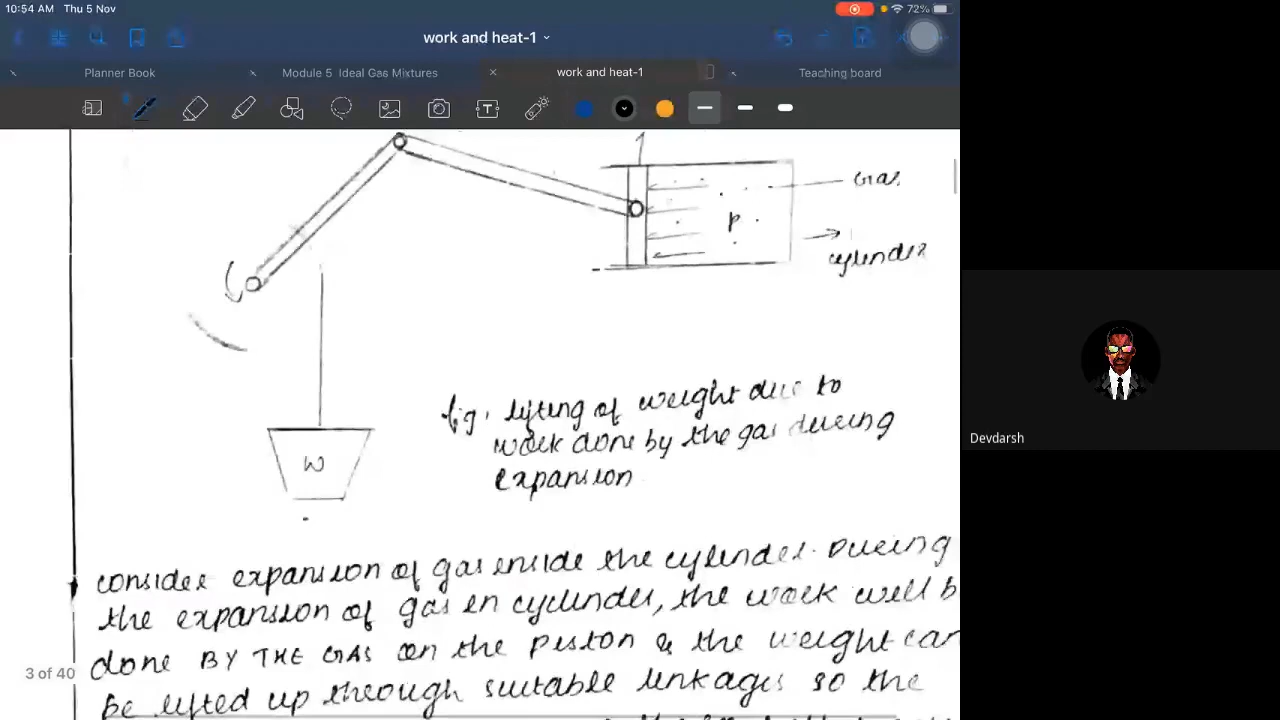 10:54 AM Thu 5 Nov
72%
work and heat-1
Planner Book
Module 5 Ideal Gas Mixtures
work and heat-1
Teaching board
Gas
P
cylinder
W
fig: lifting of weight due to
work done by the gas during
expansion
Devdarsh
consider expansion of gas inside the cylinder. During
the expansion of gas in cylinder, the work will b
done BY THE GAS on the piston & the weight can
3 of 40
be lifted up through suitable linkages so the